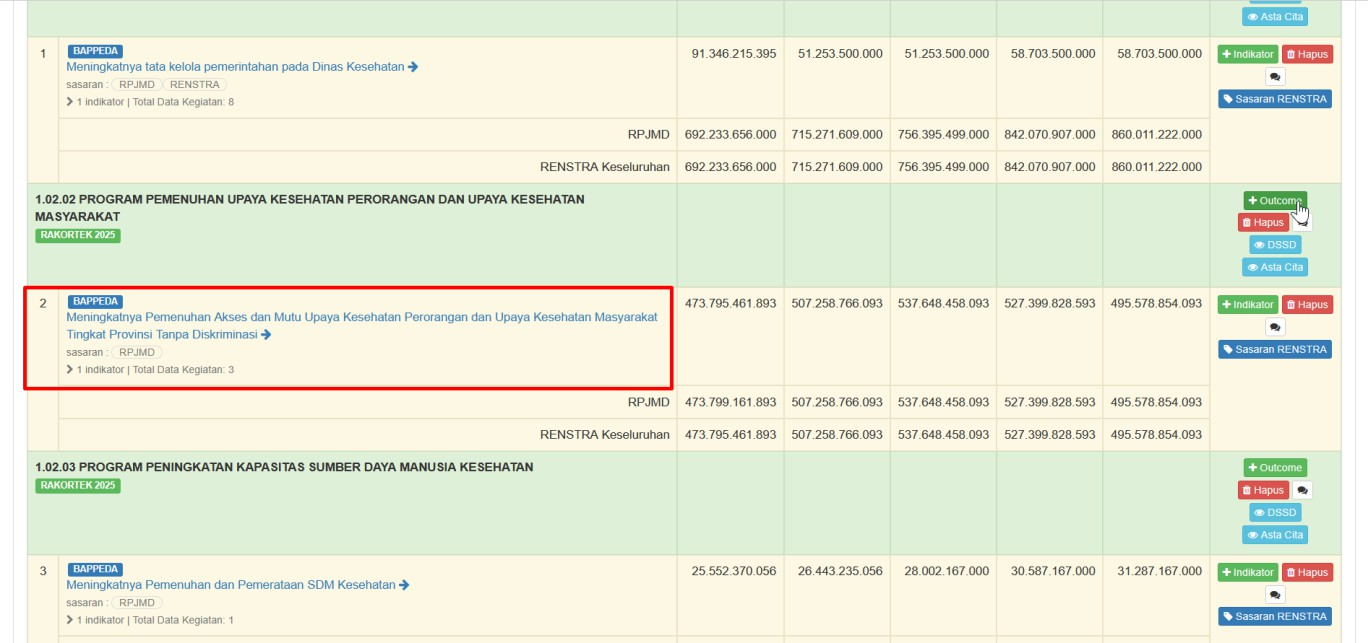 Asta Cita
1 BAPPEDA 91.346.215.395 51.253.500.000 51.253.500.000 58.703.500.000 58.703.500.000 Indikator Hapus
Meningkatnya tata kelola pemerintahan pada Dinas Kesehatan
sasaran : RPJMD RENSTRA
1 indikator | Total Data Kegiatan: 8
Sasaran RENSTRA
RPJMD 692.233.656.000 715.271.609.000 756.395.499.000 842.070.907.000 860.011.222.000
RENSTRA Keseluruhan 692.233.656.000 715.271.609.000 756.395.499.000 842.070.907.000 860.011.222.000
1.02.02 PROGRAM PEMENUHAN UPAYA KESEHATAN PERORANGAN DAN UPAYA KESEHATAN
MASYARAKAT
RAKORTEK 2025
Outcome
Hapus
DSSD
Asta Cita
2 BAPPEDA 473.795.461.893 507.258.766.093 537.648.458.093 527.399.828.593 495.578.854.093 Indikator Hapus
Meningkatnya Pemenuhan Akses dan Mutu Upaya Kesehatan Perorangan dan Upaya Kesehatan Masyarakat
Tingkat Provinsi Tanpa Diskriminasi
sasaran : RPJMD
1 indikator | Total Data Kegiatan: 3
Sasaran RENSTRA
RPJMD 473.799.161.893 507.258.766.093 537.648.458.093 527.399.828.593 495.578.854.093
RENSTRA Keseluruhan 473.795.461.893 507.258.766.093 537.648.458.093 527.399.828.593 495.578.854.093
1.02.03 PROGRAM PENINGKATAN KAPASITAS SUMBER DAYA MANUSIA KESEHATAN
RAKORTEK 2025
Outcome
Hapus
DSSD
Asta Cita
3 BAPPEDA 25.552.370.056 26.443.235.056 28.002.167.000 30.587.167.000 31.287.167.000 Indikator Hapus
Meningkatnya Pemenuhan dan Pemerataan SDM Kesehatan
sasaran : RPJMD
1 indikator | Total Data Kegiatan: 1
Sasaran RENSTRA